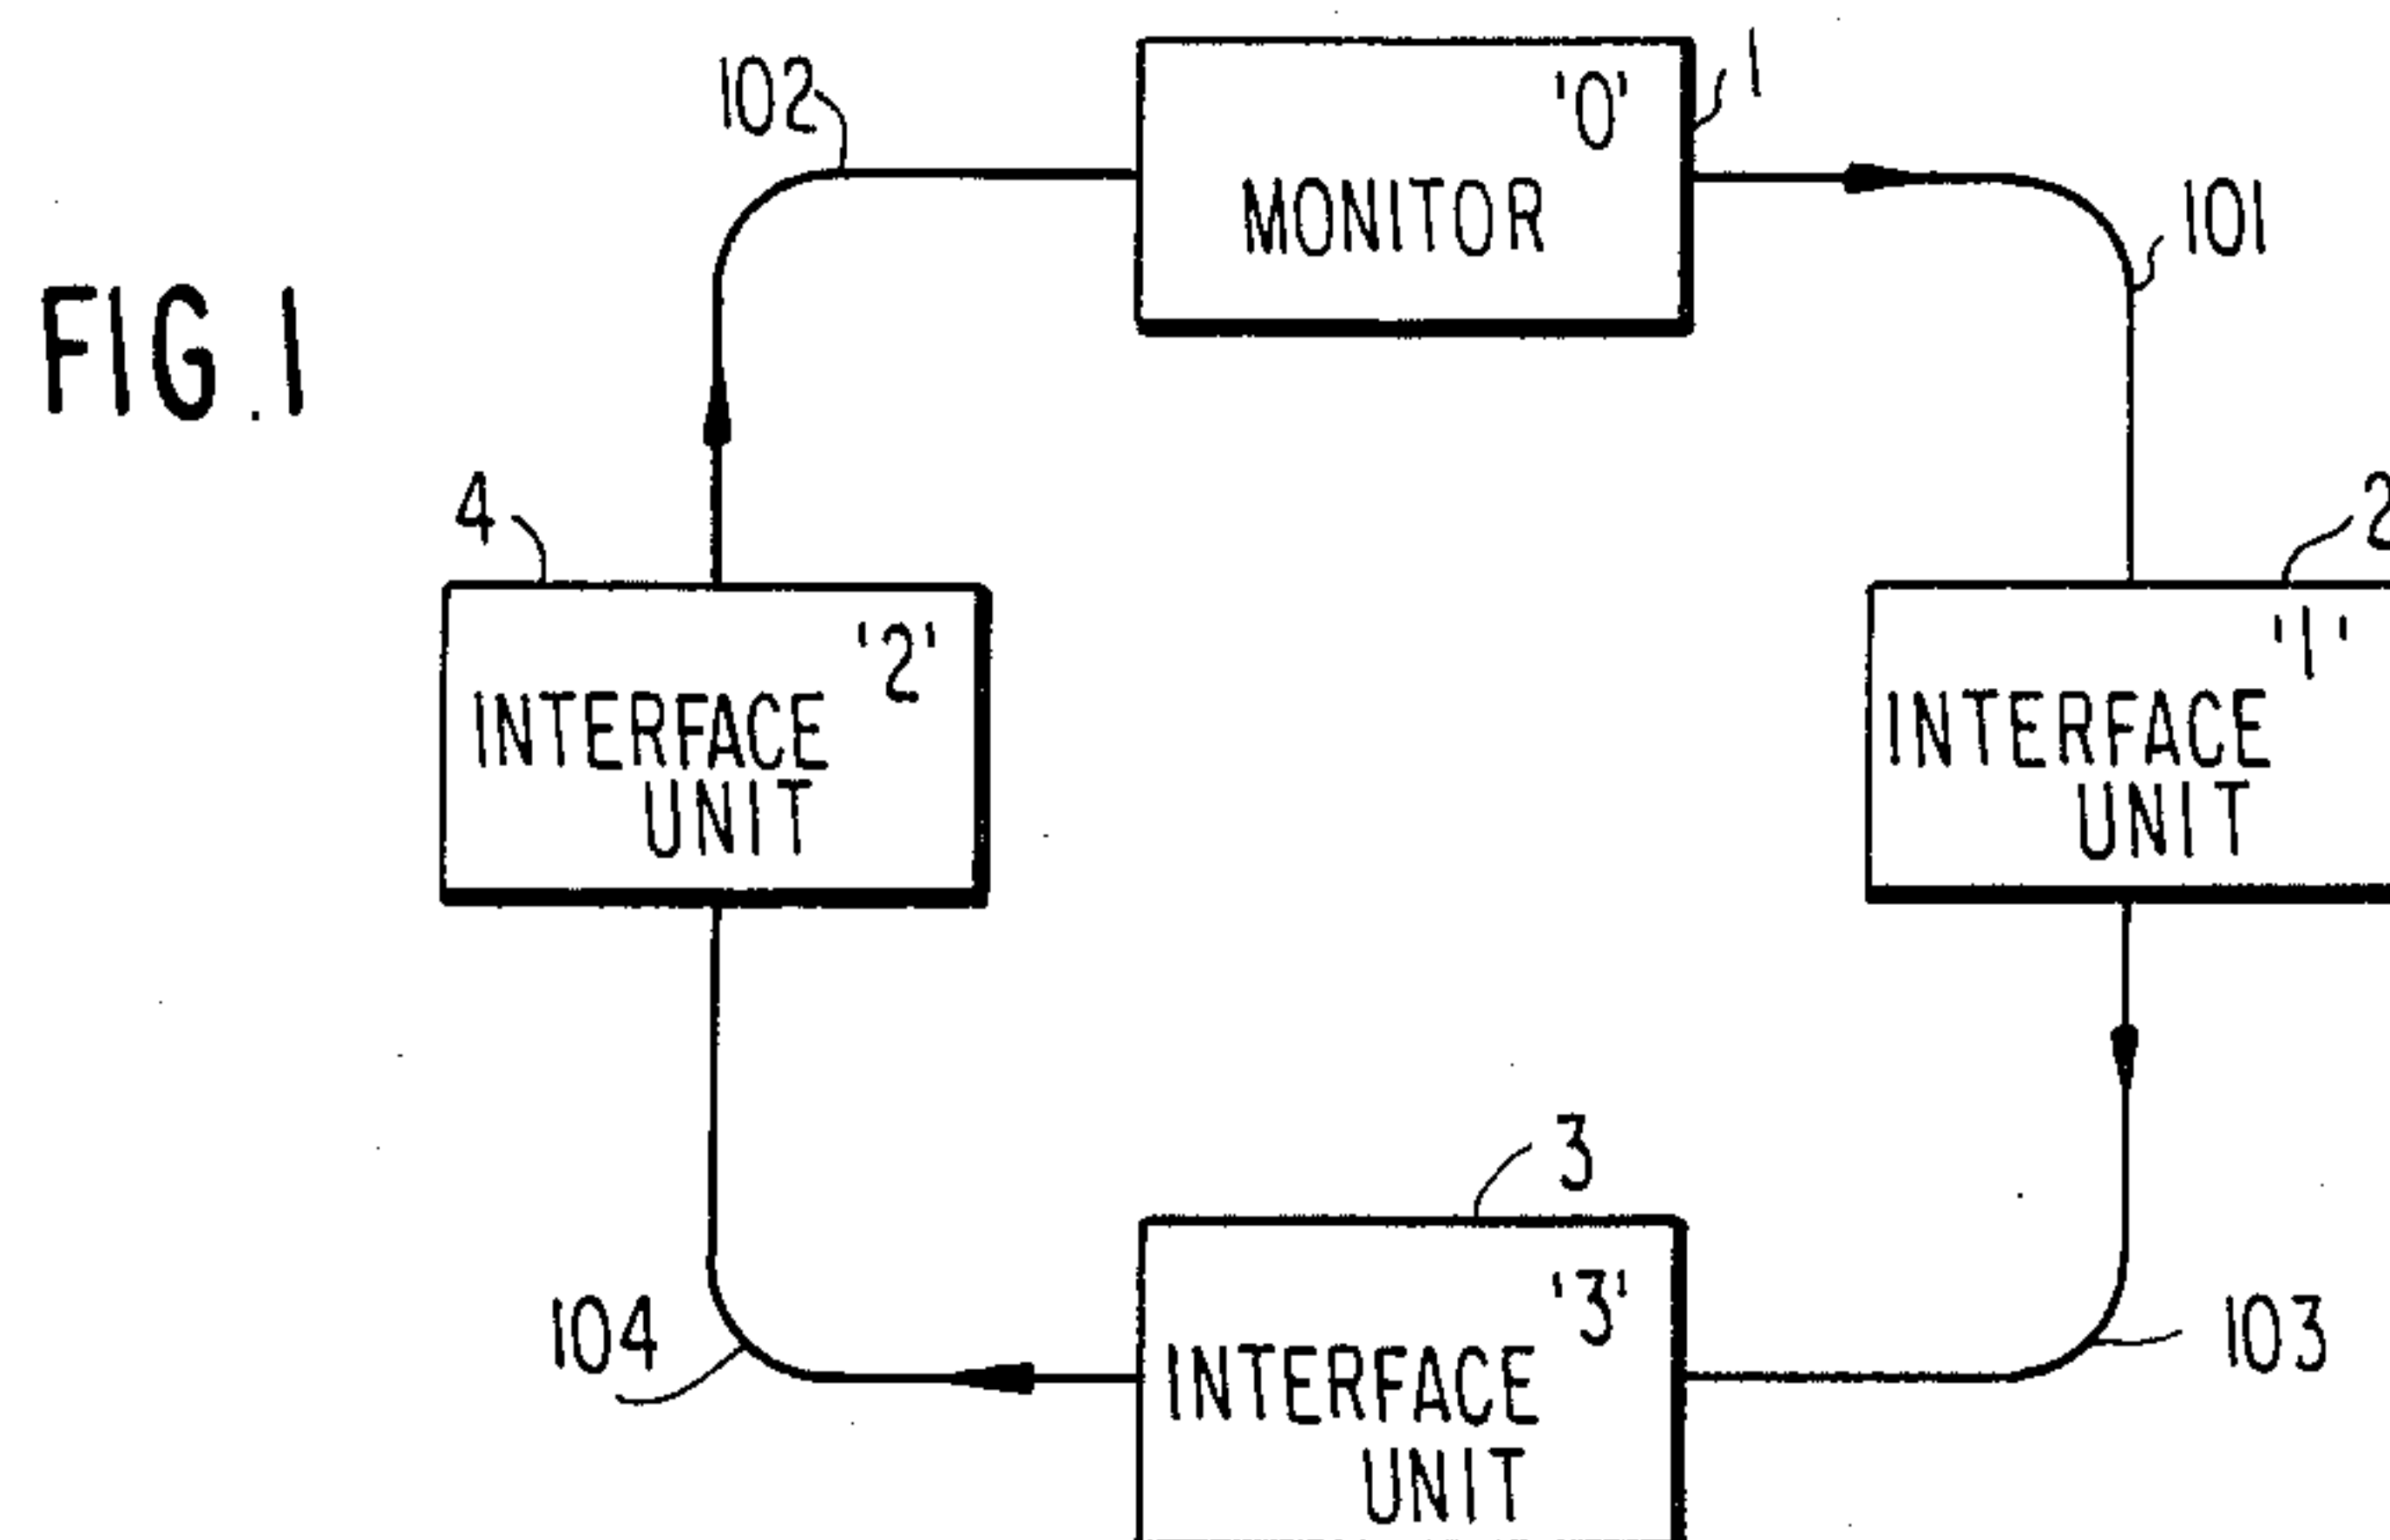 FIG.1
102
'0'
MONITOR
1
101
4
'2'
INTERFACE
UNIT
2
'1'
INTERFACE
UNIT
3
'3'
INTERFACE
UNIT
104
103